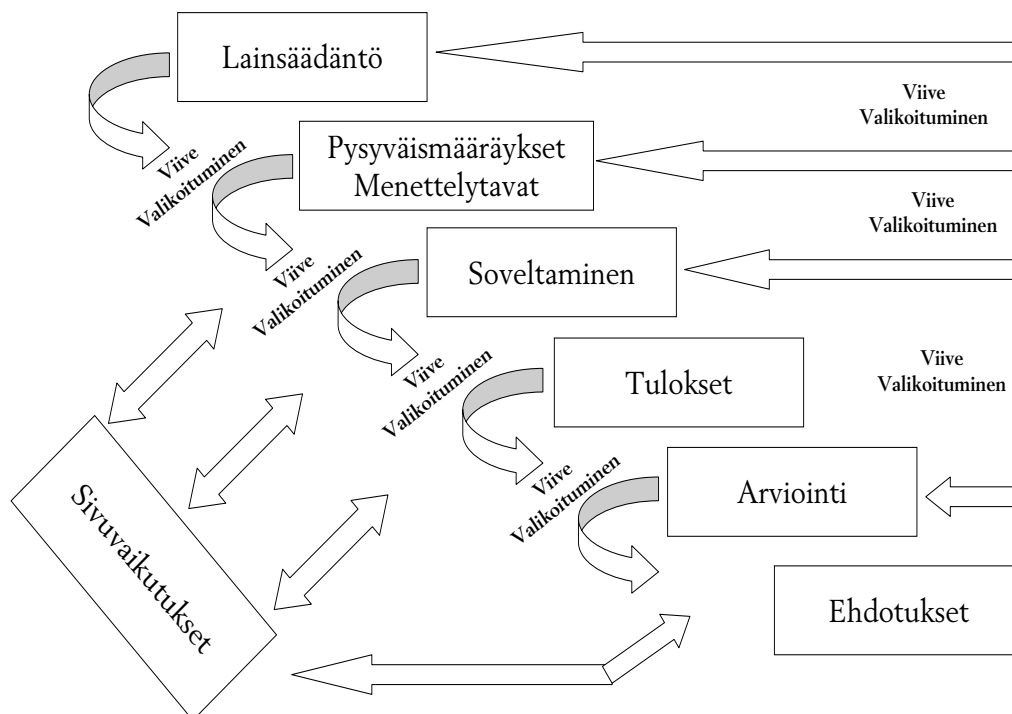 Lainsäädäntö
Viive
Valikoituminen
Viive
Valikoituminen
Pysyväismääräykset
Menettelytavat
Viive
Valikoituminen
Viive
Valikoituminen
Soveltaminen
Viive
Valikoituminen
Tulokset
Viive
Valikoituminen
Viive
Valikoituminen
Arviointi
Sivuvaikutukset
Ehdotukset